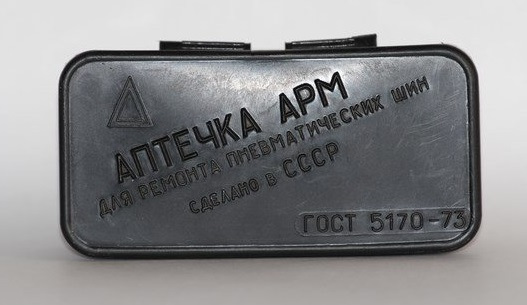 АПТЕЧКА АРМ
ДЛЯ РЕМОНТА ПНЕВМАТИЧЕСКИХ ШИН
СДЕЛАНО В СССР
ГОСТ 5170-73